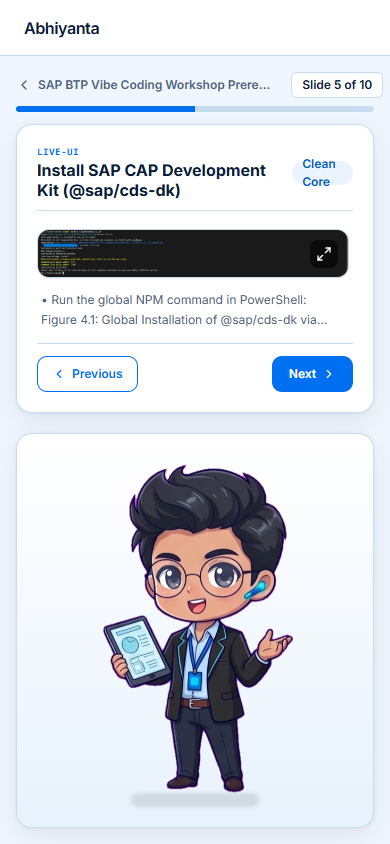 Abhiyanta
SAP BTP Vibe Coding Workshop Prere...
Slide 5 of 10
LIVE-UI
Install SAP CAP Development
Kit (@sap/cds-dk)
Clean
Core
• Run the global NPM command in PowerShell:
Figure 4.1: Global Installation of @sap/cds-dk via...
Previous
Next